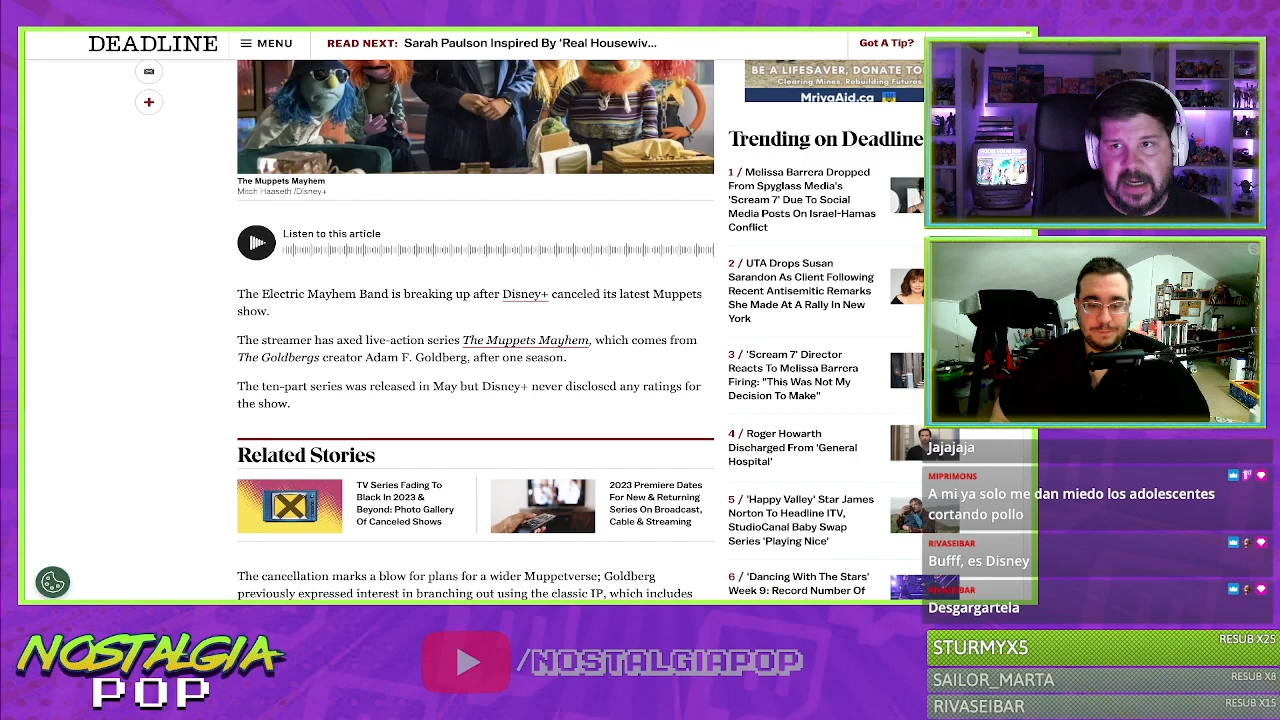 DEADLINE
MENU
READ NEXT: Sarah Paulson Inspired By 'Real Housewiv...
Got A Tip?
BE A LIFESAVER, DONATE TO
Clearing Mines. Rebuilding Futures
MriyaAid.ca
The Muppets Mayhem
Mitch Haaseth /Disney+
Listen to this article
The Electric Mayhem Band is breaking up after Disney+ canceled its latest Muppets
show.
The streamer has axed live-action series The Muppets Mayhem, which comes from
The Goldbergs creator Adam F. Goldberg, after one season.
The ten-part series was released in May but Disney+ never disclosed any ratings for
the show.
Related Stories
TV Series Fading To
Black In 2023 &
Beyond: Photo Gallery
Of Canceled Shows
2023 Premiere Dates
For New & Returning
Series On Broadcast,
Cable & Streaming
The cancellation marks a blow for plans for a wider Muppetverse; Goldberg
previously expressed interest in branching out using the classic IP, which includes
Trending on Deadline
1 / Melissa Barrera Dropped
From Spyglass Media's
'Scream 7' Due To Social
Media Posts On Israel-Hamas
Conflict
2 / UTA Drops Susan
Sarandon As Client Following
Recent Antisemitic Remarks
She Made At A Rally In New
York
3 / 'Scream 7' Director
Reacts To Melissa Barrera
Firing: "This Was Not My
Decision To Make"
4 / Roger Howarth
Discharged From 'General
Hospital'
5 / 'Happy Valley' Star James
Norton To Headline ITV,
StudioCanal Baby Swap
Series 'Playing Nice'
6 / 'Dancing With The Stars'
Week 9: Record Number Of
Jajajaja
MIPRIMONS
A mi ya solo me dan miedo los adolescentes
cortando pollo
RIVASEIBAR
Bufff, es Disney
RIVASEIBAR
Desgargartela
STURMYX5
RESUB X25
SAILOR_MARTA
RESUB X8
RIVASEIBAR
RESUB X15
NOSTALGIA
POP
/NOSTALGIAPOP